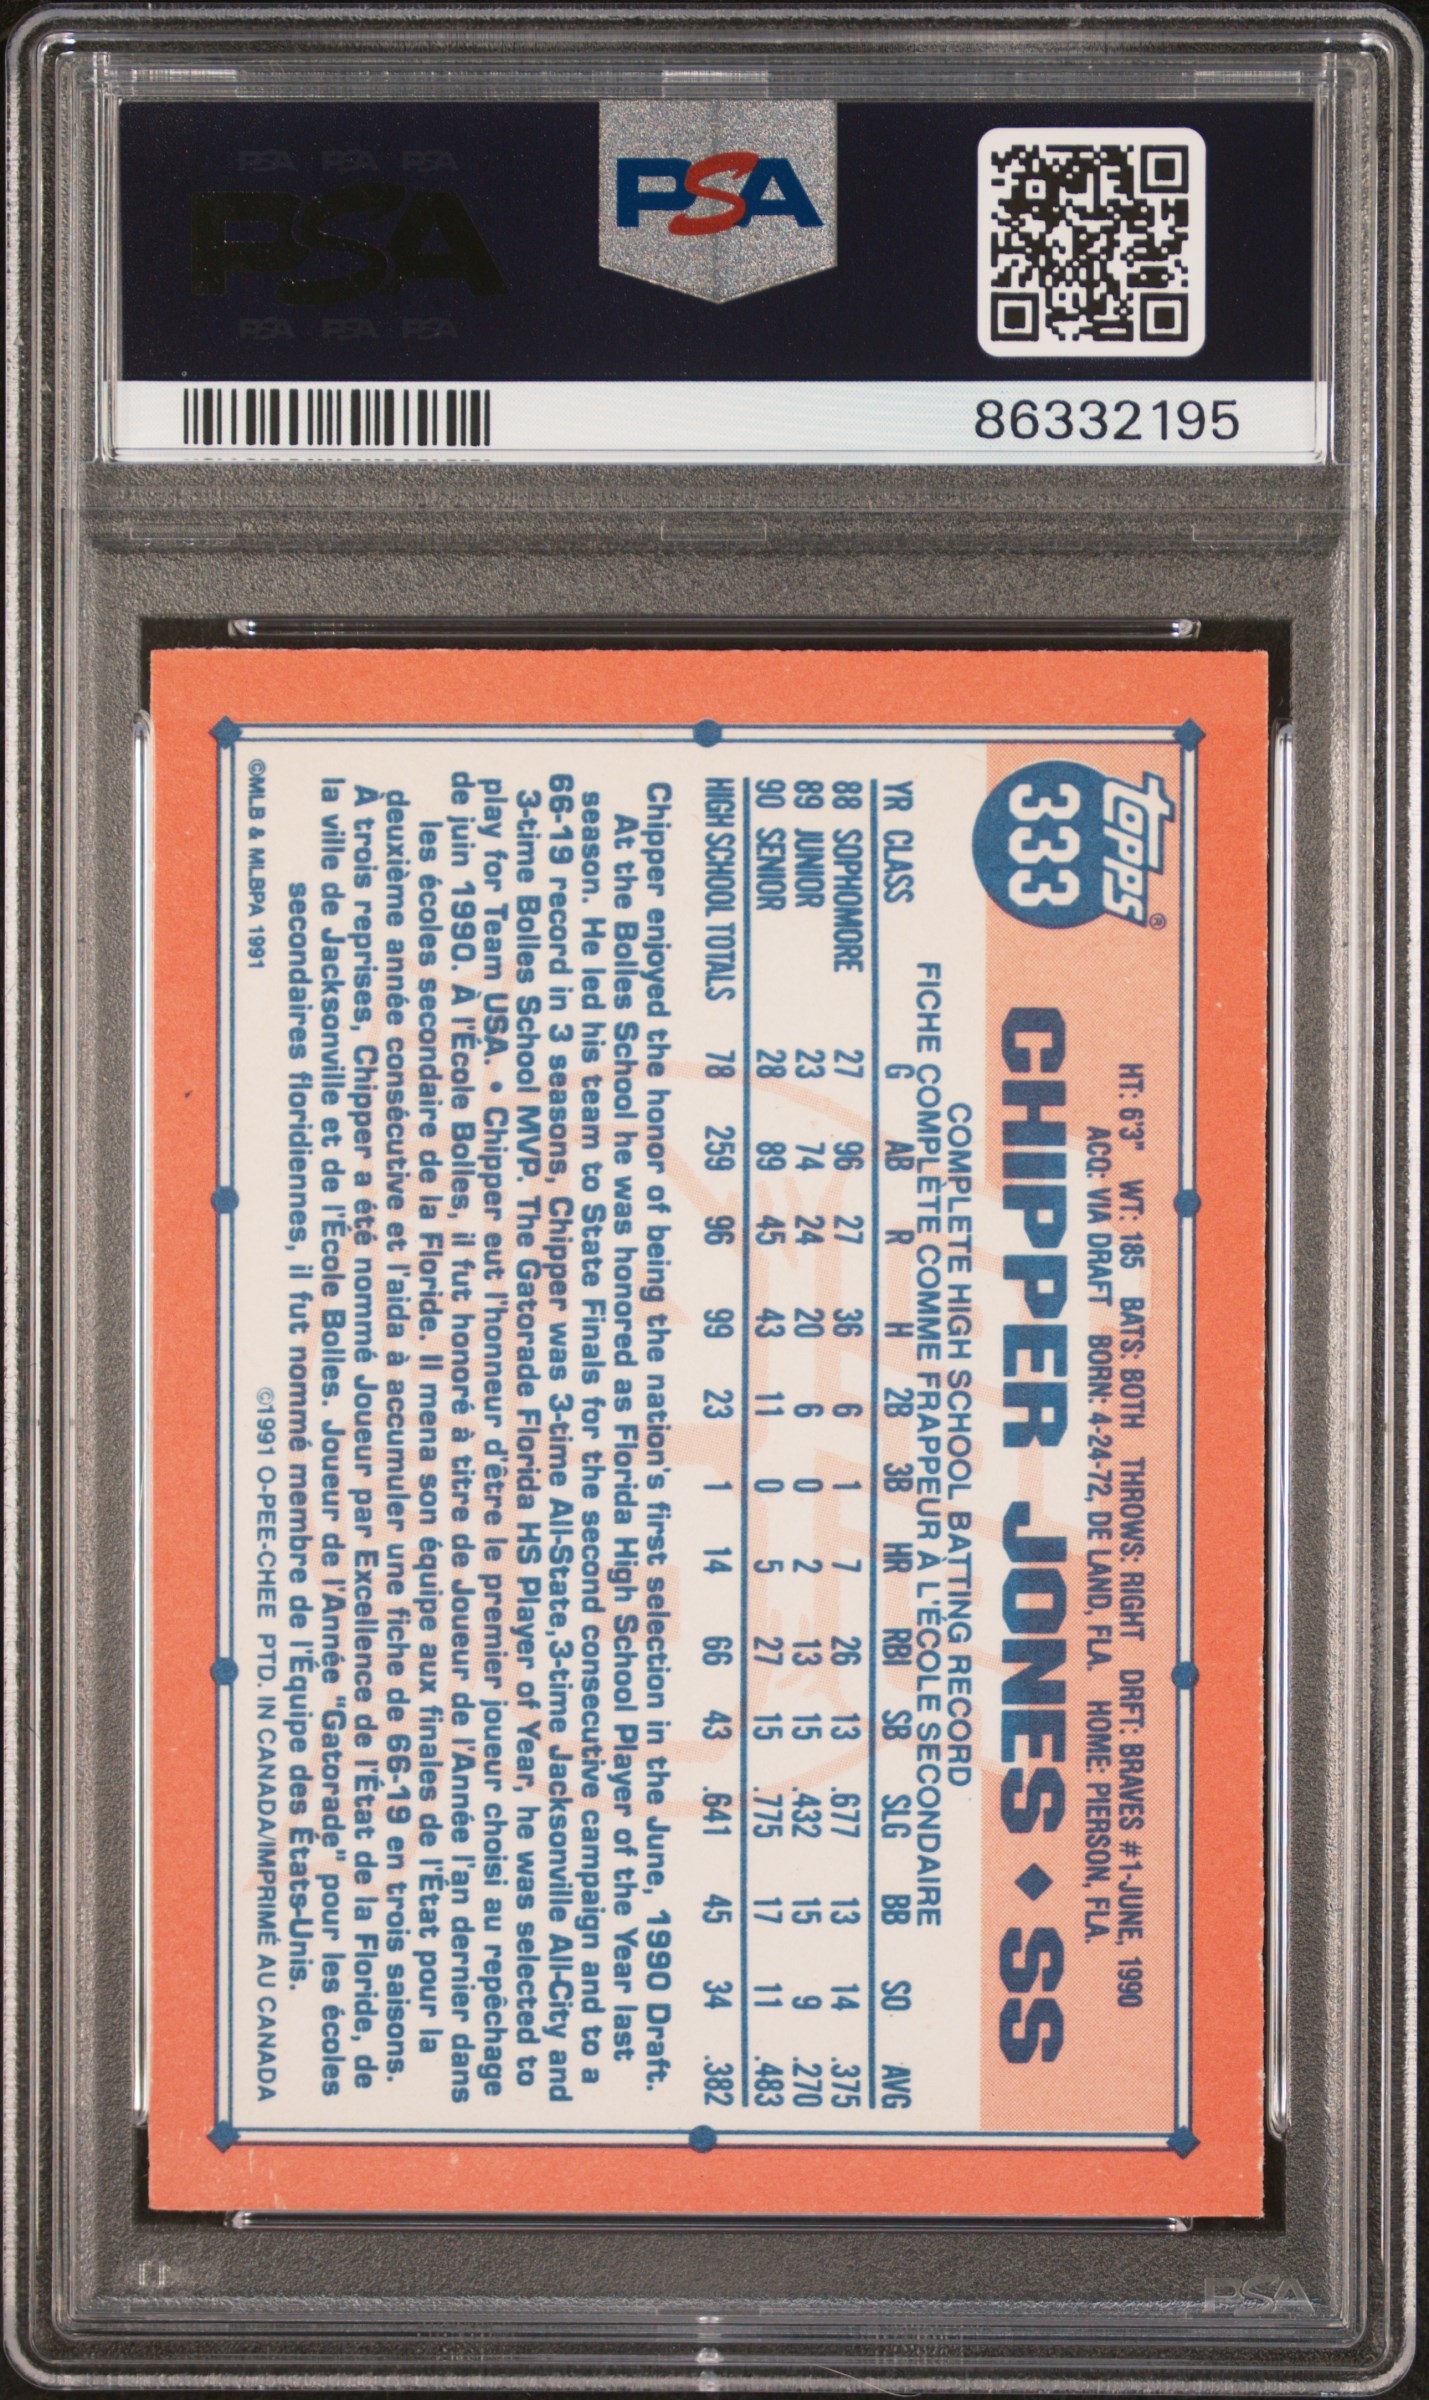 PSA PSA PSA
PSA
PSA PSA PSA
PSA
86332195
topps®
333
HT: 6'3" WT: 185 BATS: BOTH THROWS: RIGHT DRFT: BRAVES #1-JUNE, 1990
ACQ: VIA DRAFT BORN: 4-24-72, DE LAND, FLA. HOME: PIERSON, FLA.
CHIPPER JONES ♦ SS
COMPLETE HIGH SCHOOL BATTING RECORD
FICHE COMPLÈTE COMME FRAPPEUR À L'ÉCOLE SECONDAIRE
YR CLASS G AB R H 2B 3B HR RBI SB SLG BB SO AVG
88 SOPHOMORE 27 96 27 36 6 1 7 26 13 .677 13 14 .375
89 JUNIOR 23 74 24 20 6 0 2 13 15 .432 15 9 .270
90 SENIOR 28 89 45 43 11 0 5 27 15 .775 17 11 .483
HIGH SCHOOL TOTALS 78 259 96 99 23 1 14 66 43 .641 45 34 .382
Chipper enjoyed the honor of being the nation's first selection in the June, 1990 Draft.
At the Bolles School he was honored as Florida High School Player of the Year last
season. He led his team to State Finals for the second consecutive campaign and to a
66-19 record in 3 seasons, Chipper was 3-time All-State, 3-time Jacksonville All-City and
3-time Bolles School MVP. The Gatorade Florida HS Player of Year, he was selected to
play for Team USA. • Chipper eut l'honneur d'être le premier joueur choisi au repêchage
de juin 1990. À l'École Bolles, il fut honoré à titre de Joueur de l'Année l'an dernier dans
les écoles secondaire de la Floride. Il mena son équipe aux finales de l'État pour la
deuxième année consécutive et l'aida à accumuler une fiche de 66-19 en trois saisons.
À trois reprises, Chipper a été nommé Joueur par Excellence de l'État de la Floride, de
la ville de Jacksonville et de l'École Bolles. Joueur de l'Année "Gatorade" pour les écoles
secondaires floridiennes, il fut nommé membre de l'Équipe des États-Unis.
©MLB & MLBPA 1991 ©1991 O-PEE-CHEE PTD. IN CANADA/IMPRIMÉ AU CANADA
PSA